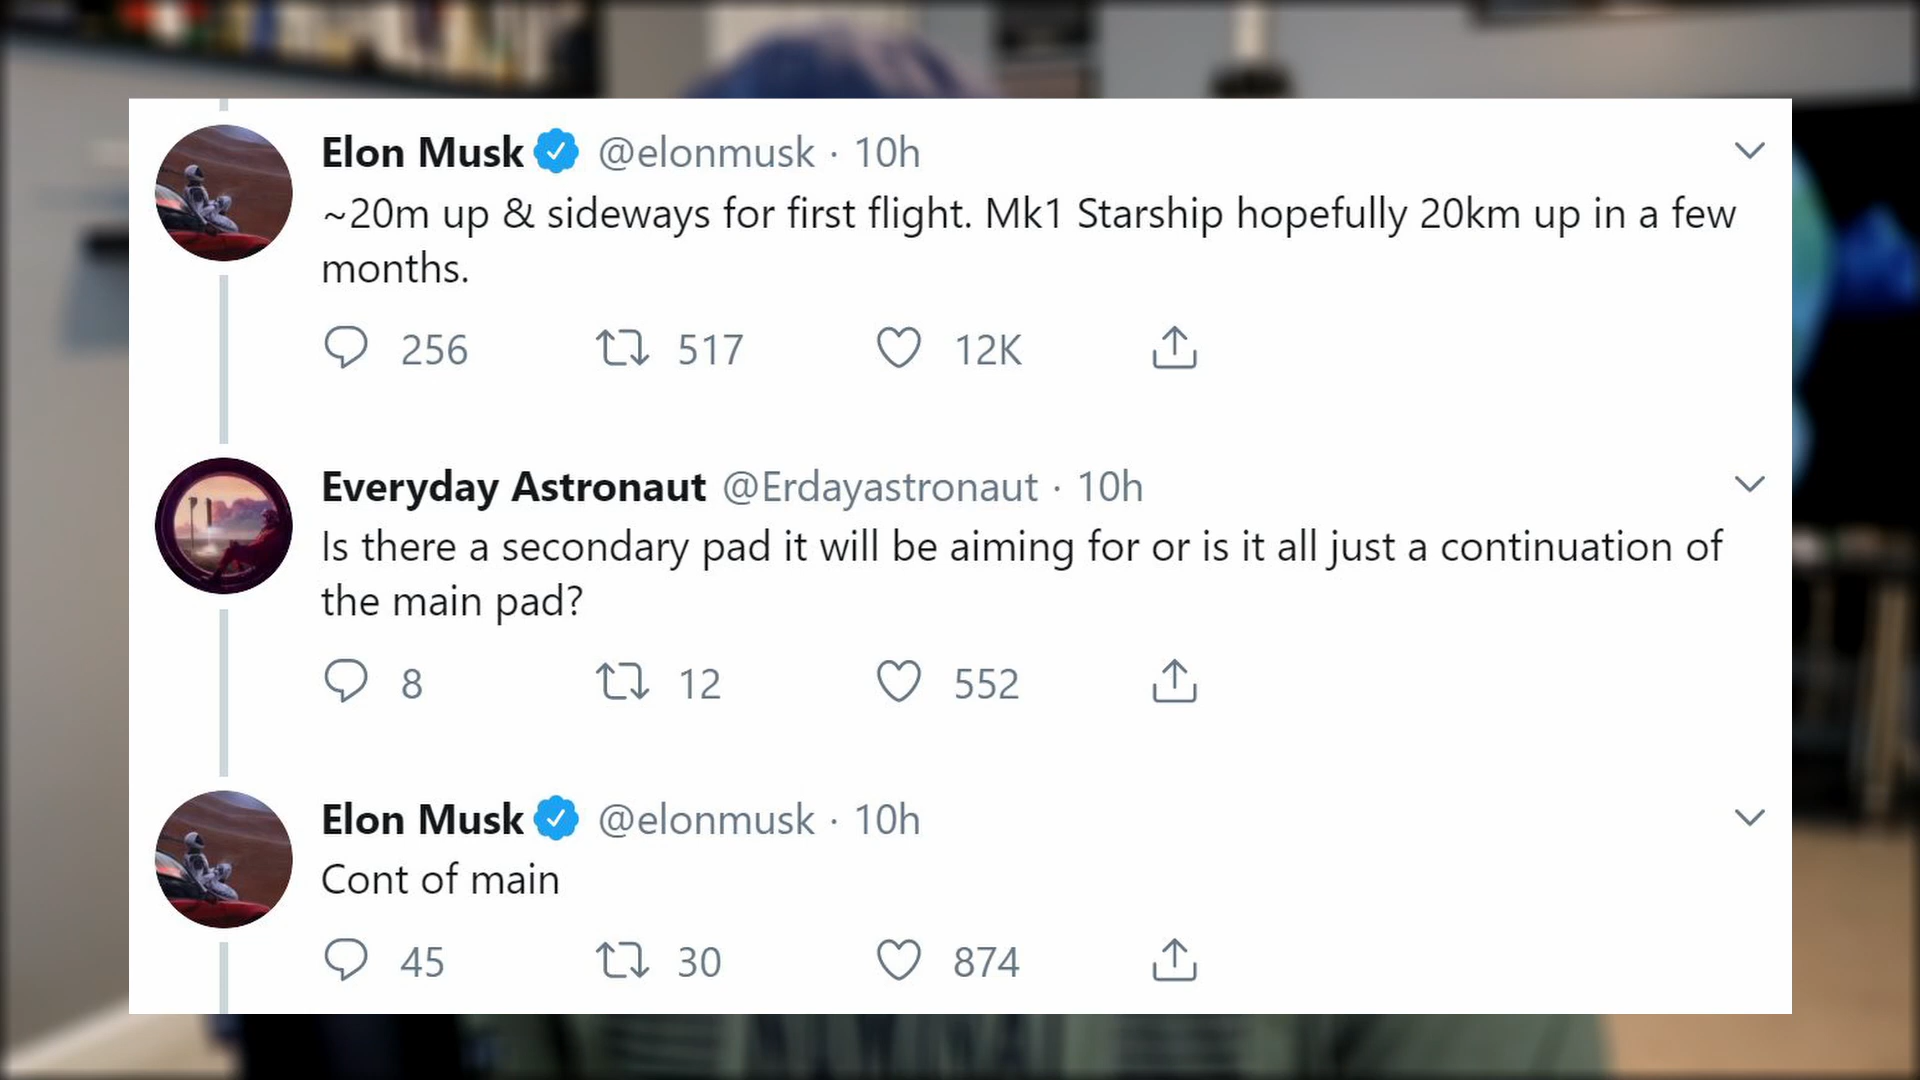 Elon Musk @elonmusk · 10h
~20m up & sideways for first flight. Mk1 Starship hopefully 20km up in a few
months.
256 517 12K
Everyday Astronaut @Erdayastronaut · 10h
Is there a secondary pad it will be aiming for or is it all just a continuation of
the main pad?
8 12 552
Elon Musk @elonmusk · 10h
Cont of main
45 30 874